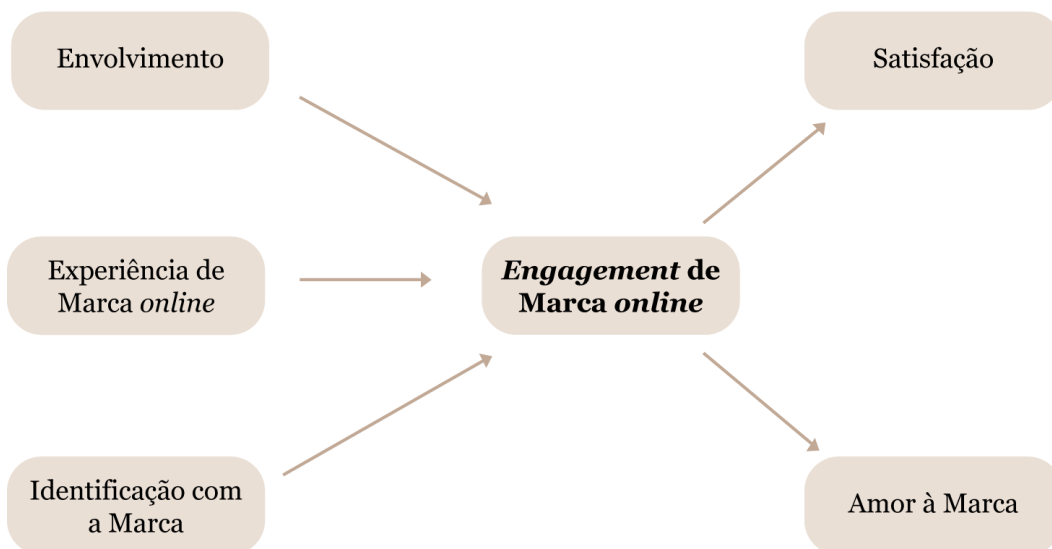 Envolvimento
Satisfação
Experiência de
Marca online
Engagement de
Marca online
Identificação com
a Marca
Amor à Marca